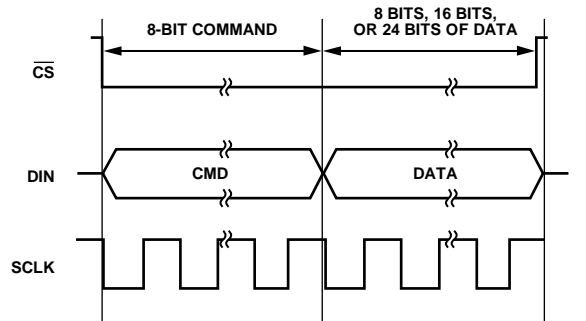 8-BIT COMMAND
8 BITS, 16 BITS,
OR 24 BITS OF DATA
CS
DIN
CMD
DATA
SCLK